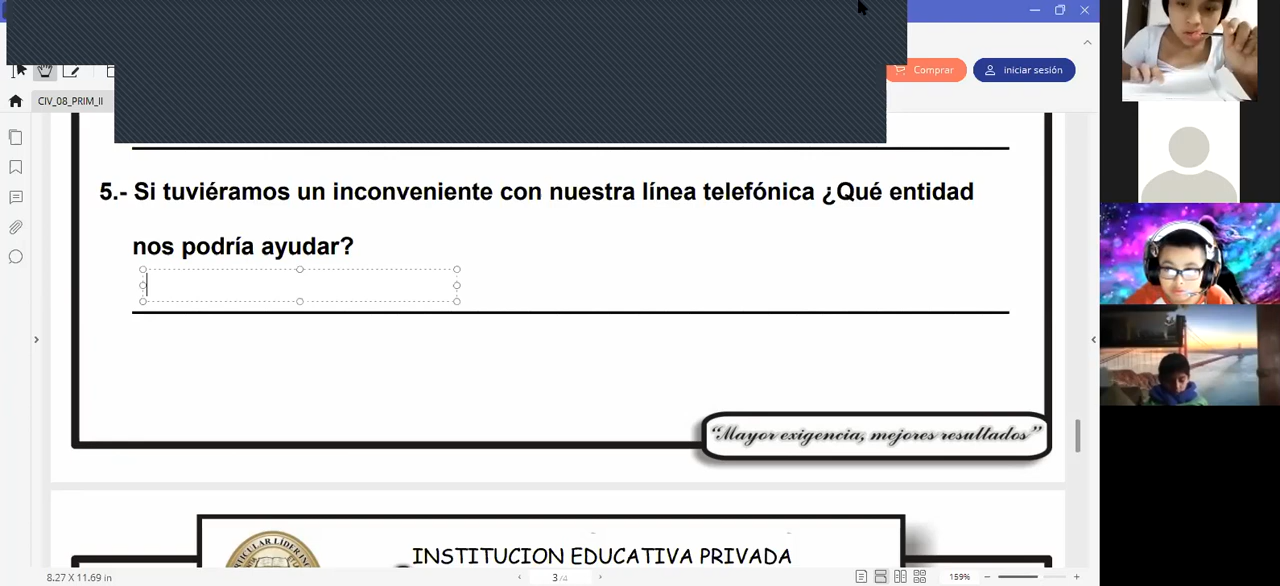 Comprar
iniciar sesión
CIV_08_PRIM_II
5.- Si tuviéramos un inconveniente con nuestra línea telefónica ¿Qué entidad
nos podría ayudar?
"Mayor exigencia, mejores resultados"
INSTITUCION EDUCATIVA PRIVADA
8.27 X 11.69 in
3 /4
159%